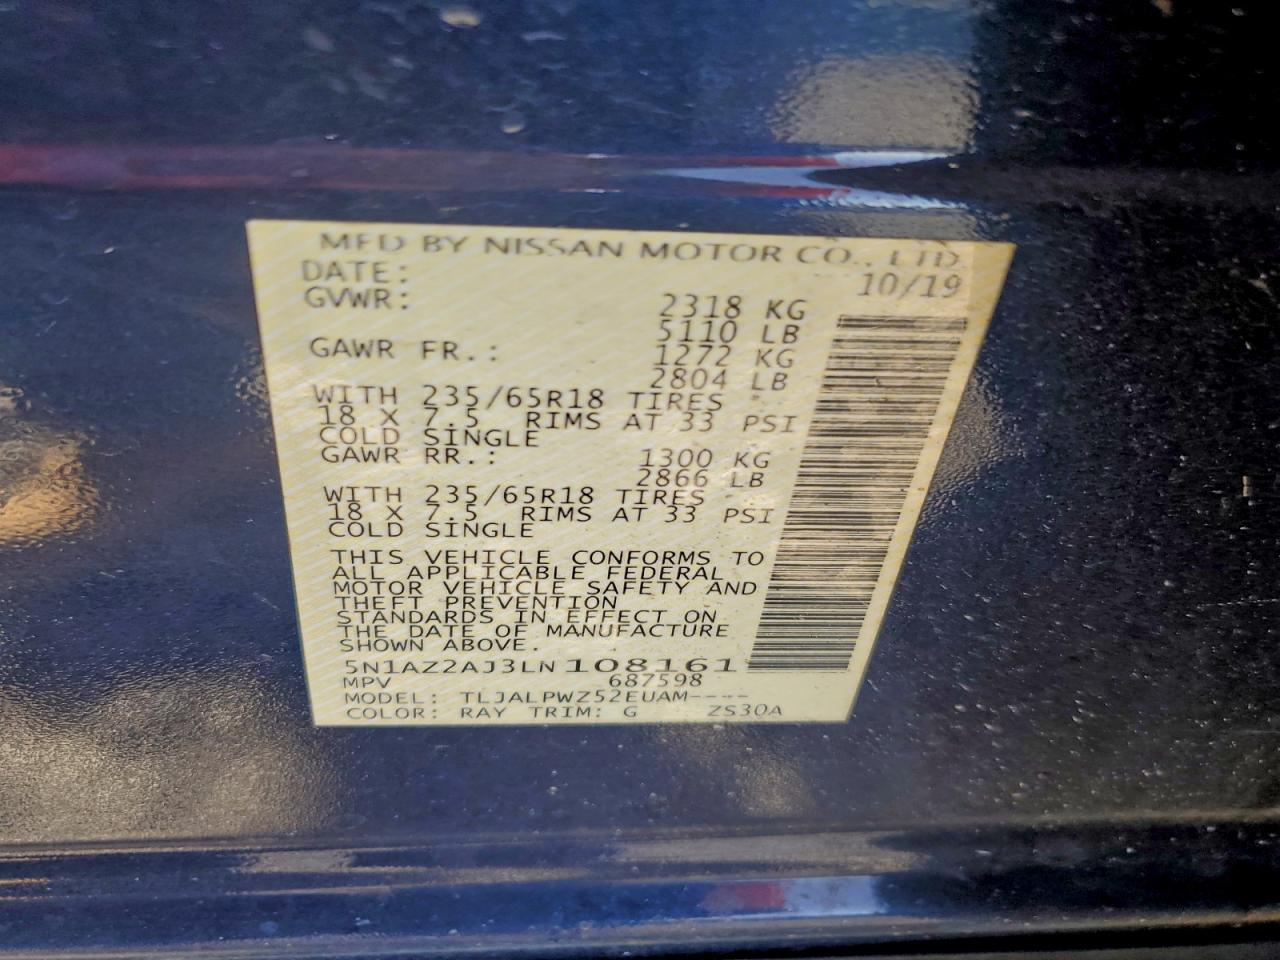 MFD BY NISSAN MOTOR CO., LTD.
DATE: 10/19
GVWR: 2318 KG
5110 LB
GAWR FR.: 1272 KG
2804 LB
WITH 235/65R18 TIRES
18 X 7.5 RIMS AT 33 PSI
COLD SINGLE
GAWR RR.: 1300 KG
2866 LB
WITH 235/65R18 TIRES
18 X 7.5 RIMS AT 33 PSI
COLD SINGLE
THIS VEHICLE CONFORMS TO
ALL APPLICABLE FEDERAL
MOTOR VEHICLE SAFETY AND
THEFT PREVENTION
STANDARDS IN EFFECT ON
THE DATE OF MANUFACTURE
SHOWN ABOVE.
5N1AZ2AJ3LN108161
MPV 687598
MODEL: TLJALPWZ52EUAM----
COLOR: RAY TRIM: G ZS30A